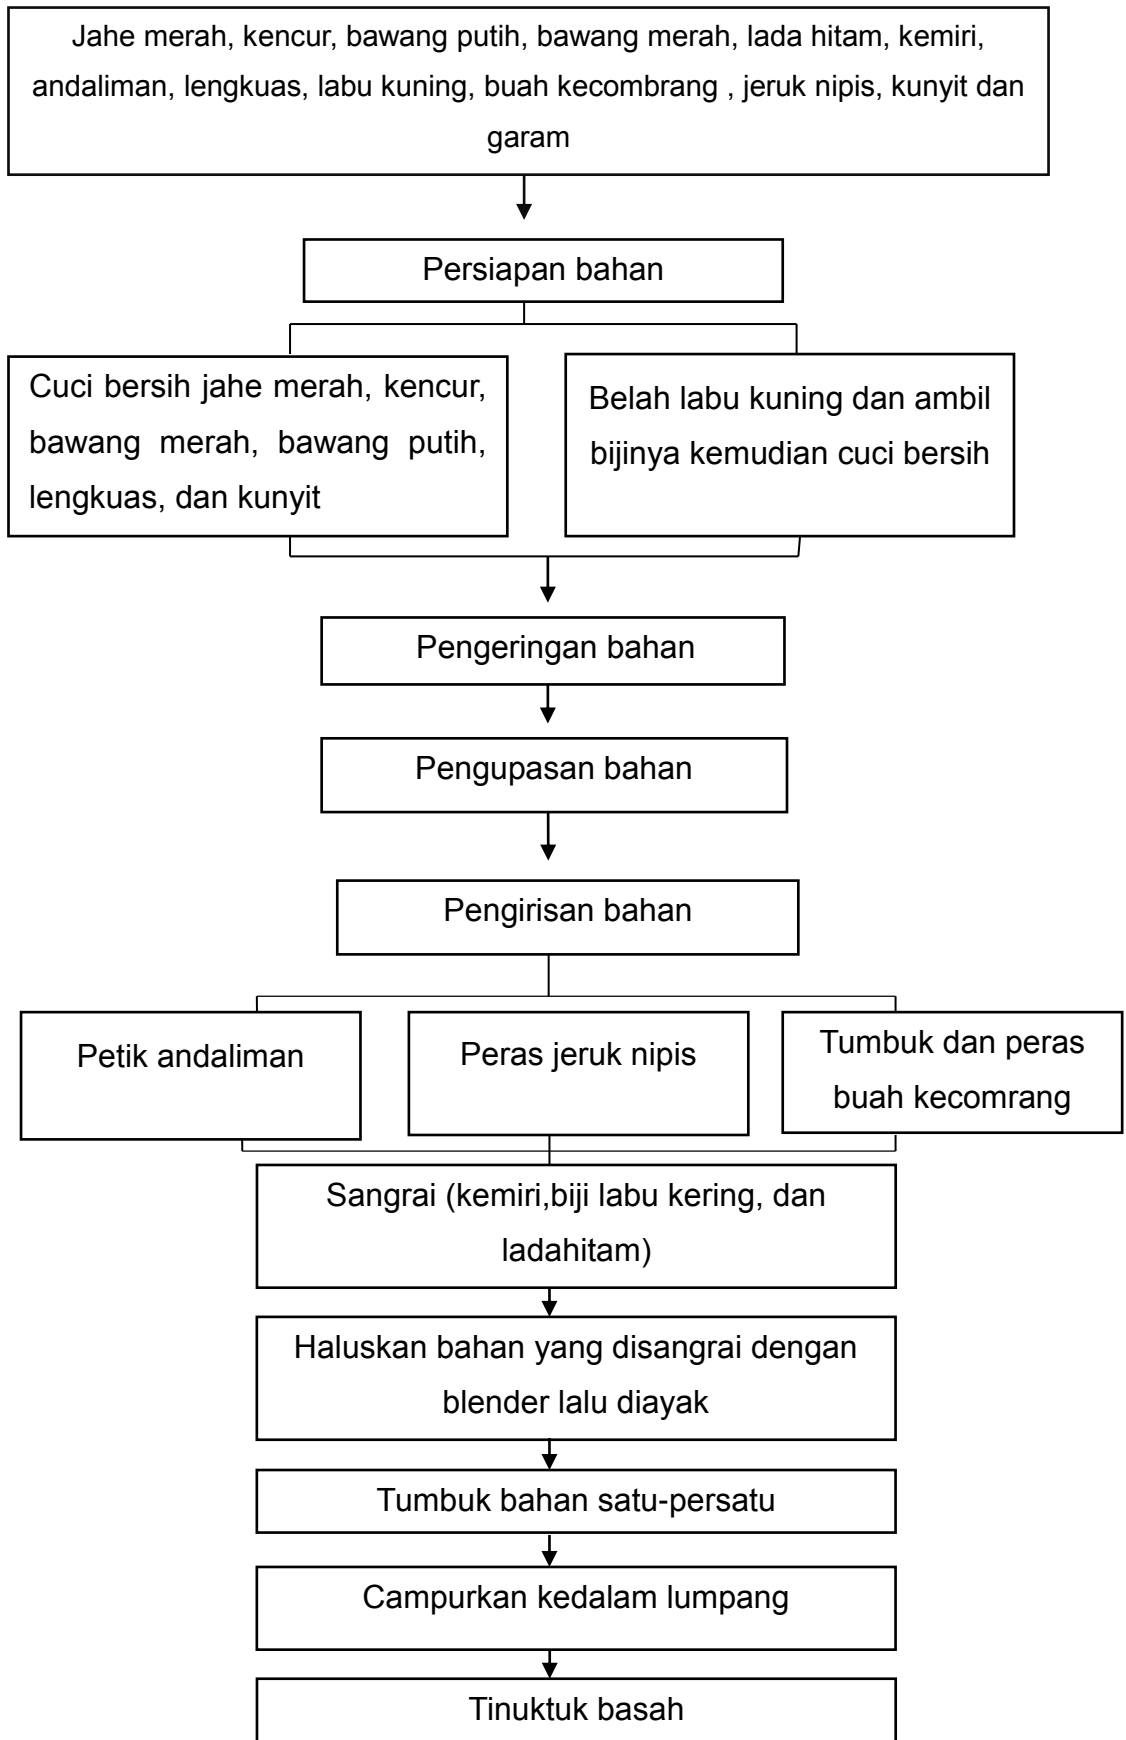 Jahe merah, kencur, bawang putih, bawang merah, lada hitam, kemiri,
andaliman, lengkuas, labu kuning, buah kecombrang , jeruk nipis, kunyit dan
garam
Persiapan bahan
Cuci bersih jahe merah, kencur,
bawang merah, bawang putih,
lengkuas, dan kunyit
Belah labu kuning dan ambil
bijinya kemudian cuci bersih
Pengeringan bahan
Pengupasan bahan
Pengirisan bahan
Petik andaliman
Peras jeruk nipis
Tumbuk dan peras
buah kecomrang
Sangrai (kemiri,biji labu kering, dan
ladahitam)
Haluskan bahan yang disangrai dengan
blender lalu diayak
Tumbuk bahan satu-persatu
Campurkan kedalam lumpang
Tinuktuk basah